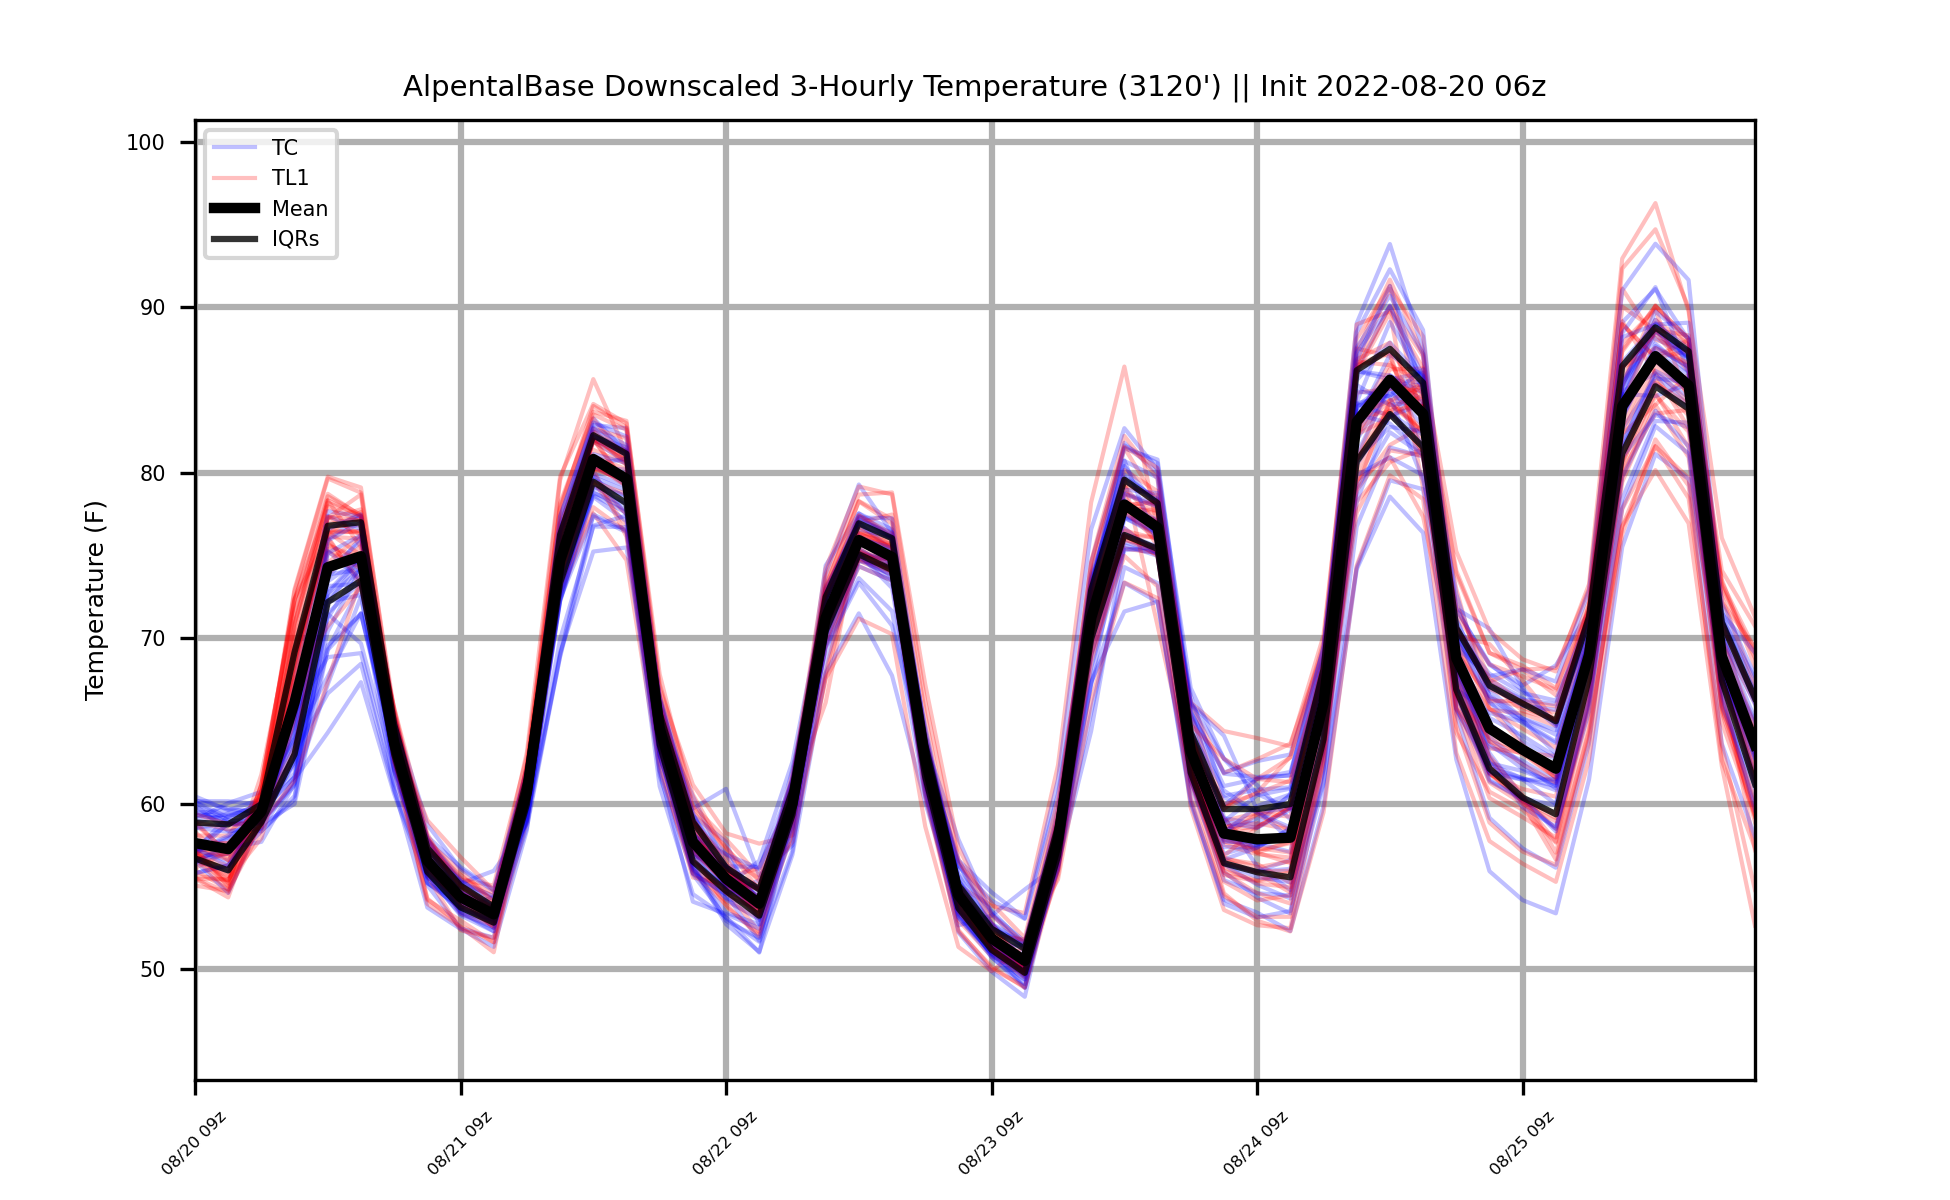 AlpentalBase Downscaled 3-Hourly Temperature (3120') || Init 2022-08-20 06z
TC
TL1
Mean
IQRs
Temperature (F)
100
90
80
70
60
50
08/20 09z
08/21 09z
08/22 09z
08/23 09z
08/24 09z
08/25 09z